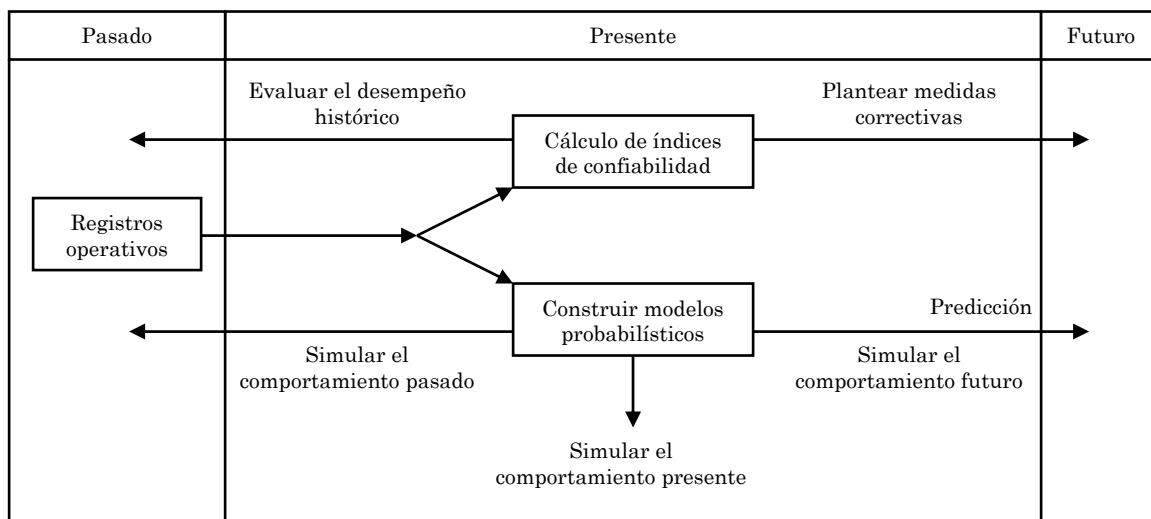 Pasado
Presente
Futuro
Evaluar el desempeño
histórico
Plantear medidas
correctivas
Cálculo de índices
de confiabilidad
Registros
operativos
Construir modelos
probabilísticos
Predicción
Simular el
comportamiento pasado
Simular el
comportamiento futuro
Simular el
comportamiento presente